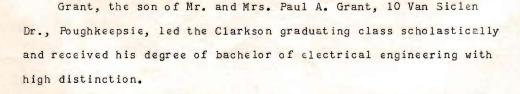 Grant, the son of Mr. and Mrs. Paul A. Grant, 10 Van Siclen
Dr., Poughkeepsie, led the Clarkson graduating class scholastically
and received his degree of bachelor of electrical engineering with
high distinction.